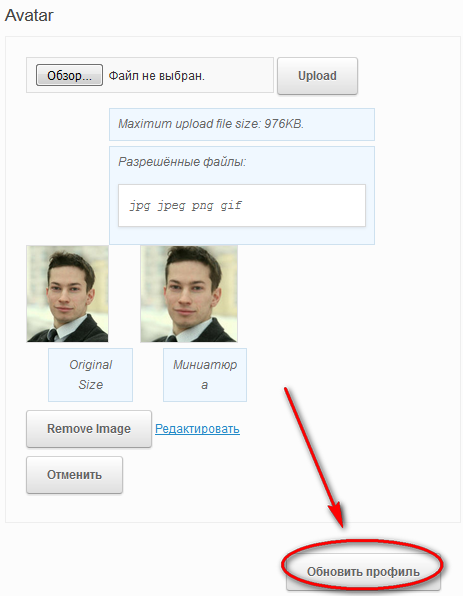 Avatar
Обзор... Файл не выбран. Upload
Maximum upload file size: 976KB.
Разрешённые файлы:
jpg jpeg png gif
Original
Size
Миниатюр
а
Remove Image Редактировать
Отменить
Обновить профиль